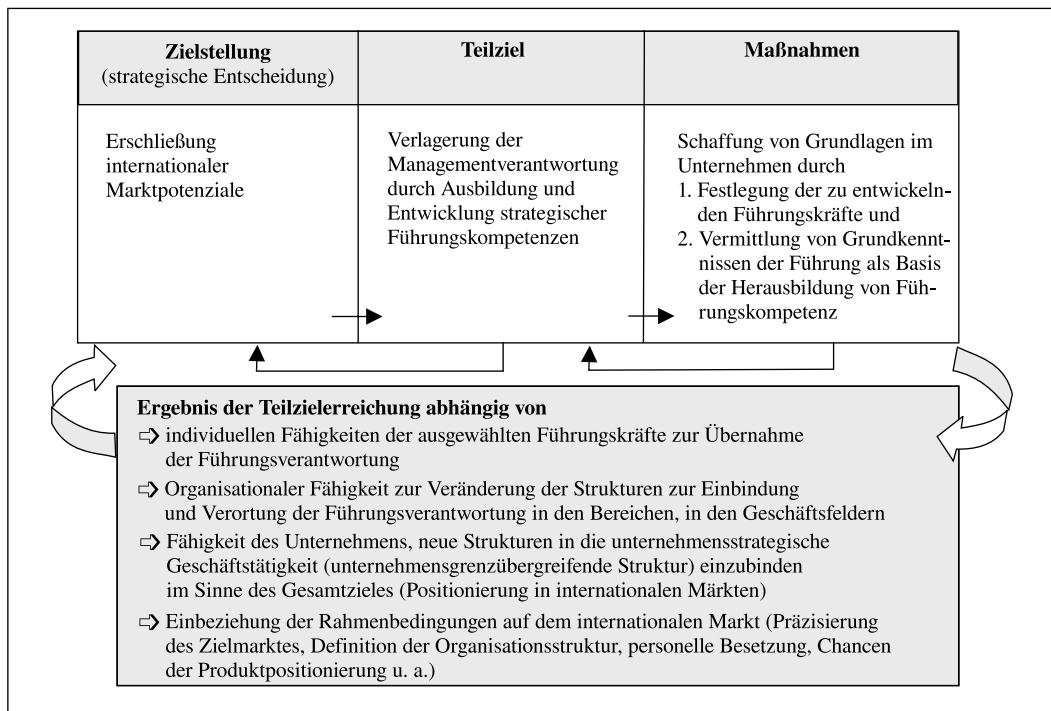 Zielstellung
(strategische Entscheidung)
Teilziel
Maßnahmen
Erschließung
internationaler
Marktpotenziale
Verlagerung der
Managementverantwortung
durch Ausbildung und
Entwicklung strategischer
Führungskompetenzen
Schaffung von Grundlagen im
Unternehmen durch
1. Festlegung der zu entwickeln-
den Führungskräfte und
2. Vermittlung von Grundkennt-
nissen der Führung als Basis
der Herausbildung von Füh-
rungskompetenz
Ergebnis der Teilzielerreichung abhängig von
⇨ individuellen Fähigkeiten der ausgewählten Führungskräfte zur Übernahme
der Führungsverantwortung
⇨ Organisationaler Fähigkeit zur Veränderung der Strukturen zur Einbindung
und Verortung der Führungsverantwortung in den Bereichen, in den Geschäftsfeldern
⇨ Fähigkeit des Unternehmens, neue Strukturen in die unternehmensstrategische
Geschäftstätigkeit (unternehmensgrenzübergreifende Struktur) einzubinden
im Sinne des Gesamtzieles (Positionierung in internationalen Märkten)
⇨ Einbeziehung der Rahmenbedingungen auf dem internationalen Markt (Präzisierung
des Zielmarktes, Definition der Organisationsstruktur, personelle Besetzung, Chancen
der Produktpositionierung u. a.)